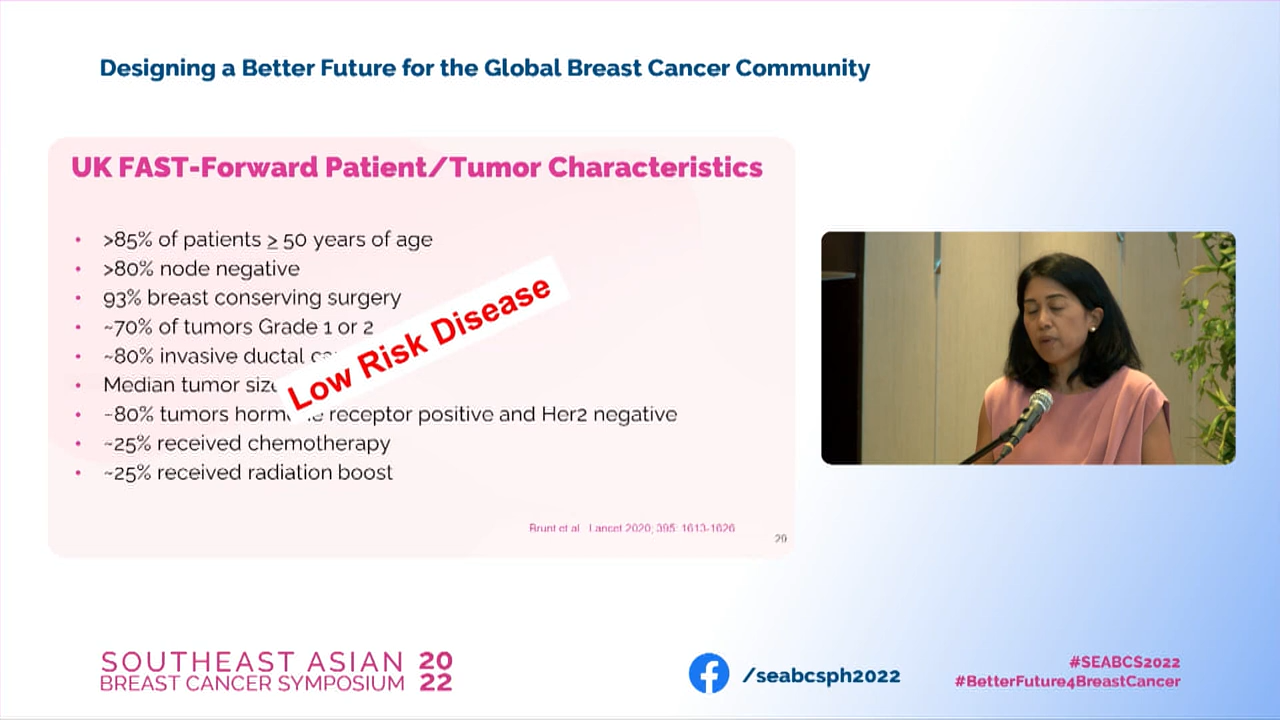 Designing a Better Future for the Global Breast Cancer Community
UK FAST-Forward Patient/Tumor Characteristics
• >85% of patients ≥ 50 years of age
• >80% node negative
• 93% breast conserving surgery
• ~70% of tumors Grade 1 or 2
• ~80% invasive ductal
• Median tumor size
• ~80% tumors receptor positive and Her2 negative
• ~25% received chemotherapy
• ~25% received radiation boost
Low Risk Disease
Brunt et al Lancet 2020; 395: 1613-1626
20
SOUTHEAST ASIAN 2022
BREAST CANCER SYMPOSIUM
/seabcsph2022
#SEABCS2022
#BetterFuture4BreastCancer